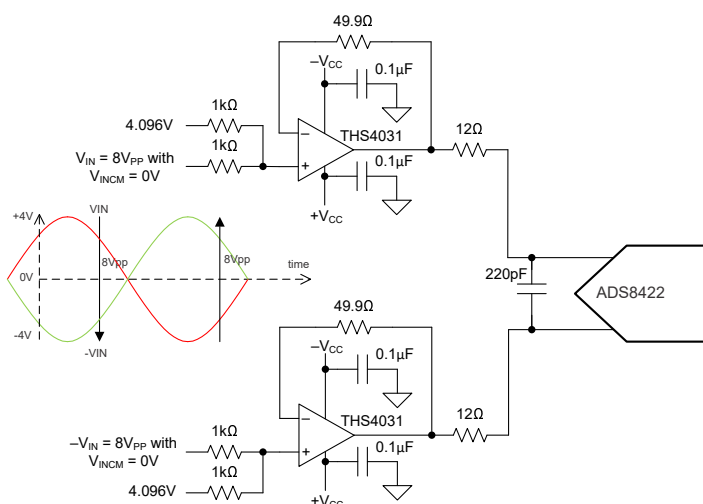 49.9Ω
–VCC
0.1µF
1kΩ
4.096V
THS4031
1kΩ
12Ω
VIN = 8VPP with
VINCM = 0V
0.1µF
+VCC
+4V
VIN
8Vpp
8Vpp
time
0V
220pF
ADS8422
-4V
-VIN
49.9Ω
–VCC
0.1µF
THS4031
12Ω
1kΩ
–VIN = 8VPP with
VINCM = 0V
0.1µF
1kΩ
4.096V
+VCC